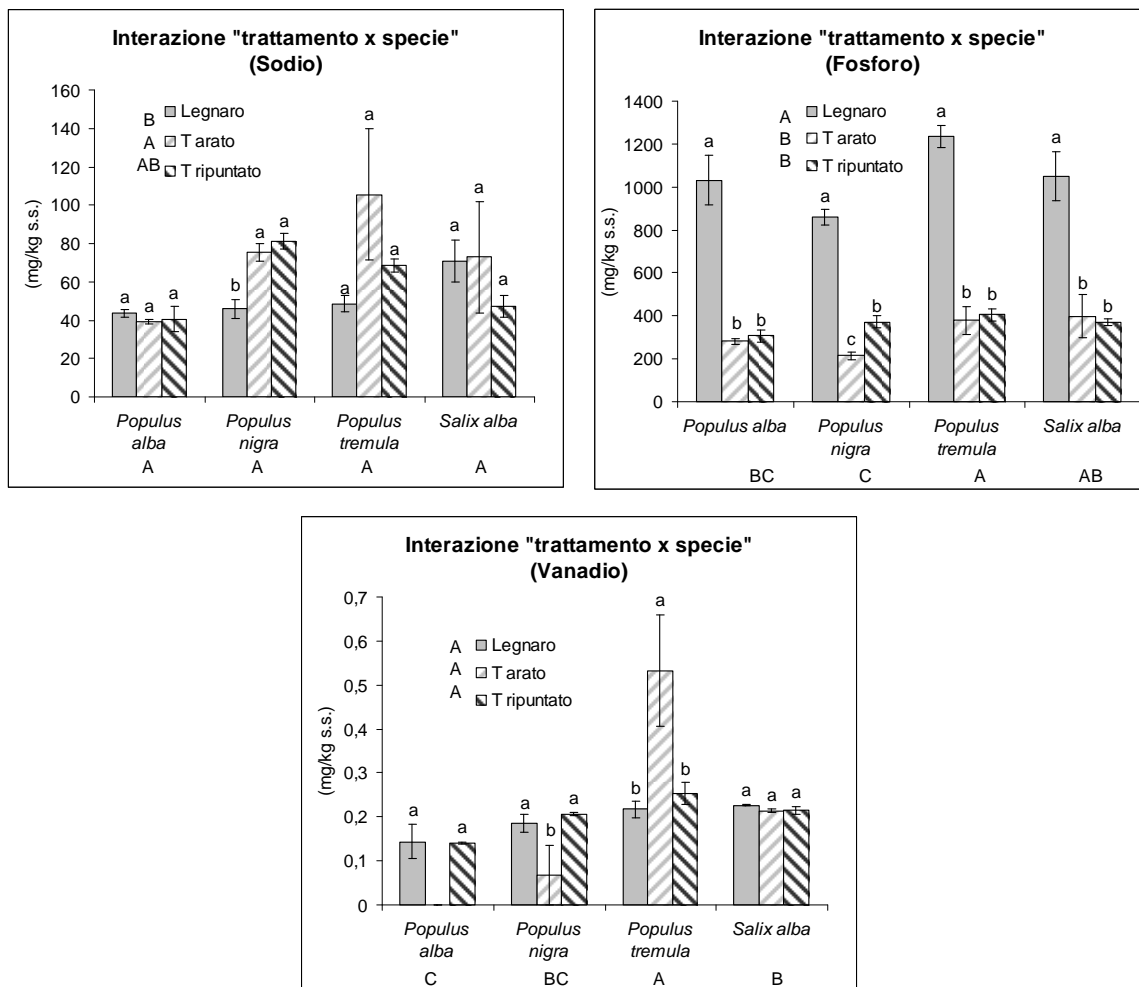 Interazione "trattamento x specie"
(Sodio)
160
140
120
100
80
60
40
20
0
(mg/kg s.s.)
B Legnaro
A T arato
AB T ripuntato
a a a
b a a
a a a
a a a
Populus alba
Populus nigra
Populus tremula
Salix alba
A A A A
Interazione "trattamento x specie"
(Fosforo)
1400
1200
1000
800
600
400
200
0
(mg/kg s.s.)
A Legnaro
B T arato
B T ripuntato
a b b
a c b
a b b
a b b
Populus alba
Populus nigra
Populus tremula
Salix alba
BC C A AB
Interazione "trattamento x specie"
(Vanadio)
0,7
0,6
0,5
0,4
0,3
0,2
0,1
0
(mg/kg s.s.)
A Legnaro
A T arato
A T ripuntato
a a
a b a
b a b
a a a
Populus alba
Populus nigra
Populus tremula
Salix alba
C BC A B